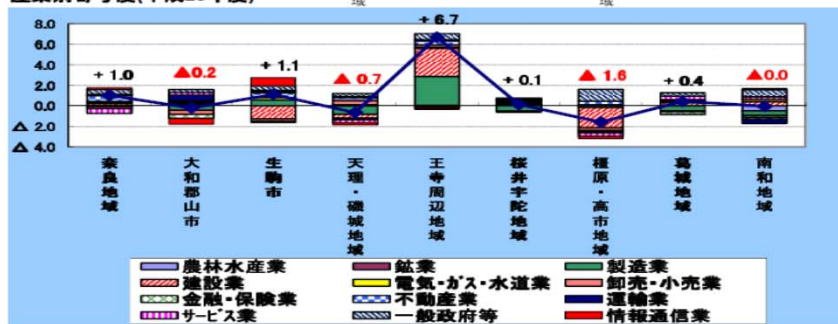 域 域
8.0
6.0
4.0
2.0
0.0
△ 2.0
△ 4.0
+ 1.0 ▲0.2 + 1.1 ▲ 0.7 + 6.7 + 0.1 ▲ 1.6 + 0.4 ▲0.0
奈良地域
大和郡山市
生駒市
天理・磯城地域
王寺周辺地域
桜井宇陀地域
橿原・高市地域
葛城地域
南和地域
農林水産業 鉱業 製造業
建設業 電気・ガス・水道業 卸売・小売業
金融・保険業 不動産業 運輸業
サービス業 一般政府等 情報通信業